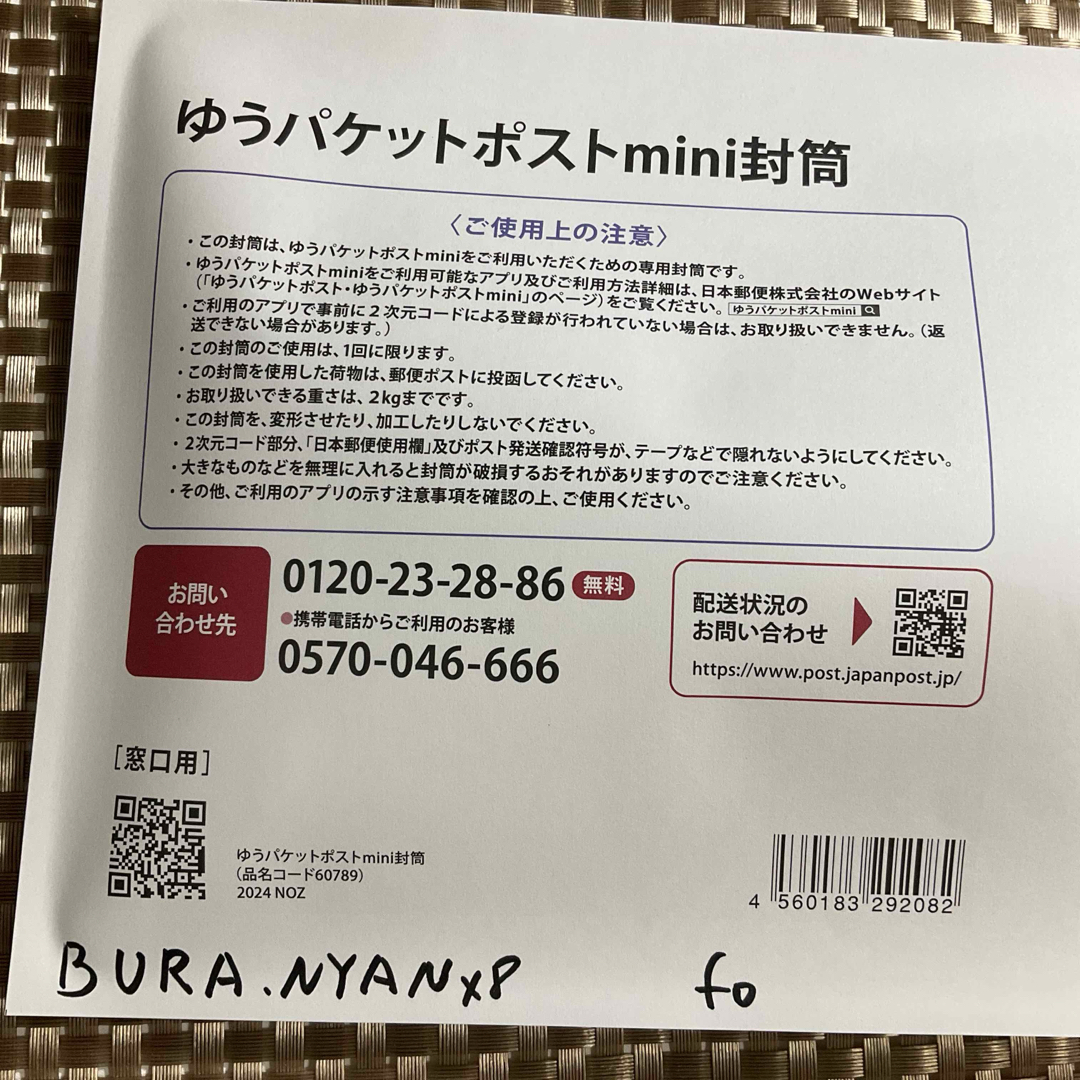 ゆうパケットポストmini封筒
〈ご使用上の注意〉
・この封筒は、ゆうパケットポストminiをご利用いただくための専用封筒です。
・ゆうパケットポストminiをご利用可能なアプリ及びご利用方法詳細は、日本郵便株式会社のWebサイト
（「ゆうパケットポスト・ゆうパケットポストmini」のページ）をご覧ください。 ゆうパケットポストmini
・ご利用のアプリで事前に２次元コードによる登録が行われていない場合は、お取り扱いできません。（返
送できない場合があります。）
・この封筒のご使用は、1回に限ります。
・この封筒を使用した荷物は、郵便ポストに投函してください。
・お取り扱いできる重さは、２kgまでです。
・この封筒を、変形させたり、加工したりしないでください。
・２次元コード部分、「日本郵便使用欄」及びポスト発送確認符号が、テープなどで隠れないようにしてください。
・大きなものなどを無理に入れると封筒が破損するおそれがありますのでご注意ください。
・その他、ご利用のアプリの示す注意事項を確認の上、ご使用ください。
お問い
合わせ先
0120-23-28-86 無料
●携帯電話からご利用のお客様
0570-046-666
配送状況の
お問い合わせ
https://www.post.japanpost.jp/
［窓口用］
ゆうパケットポストmini封筒
（品名コード60789）
2024 NOZ
4 560183 292082
BURA.NYANx8
fo